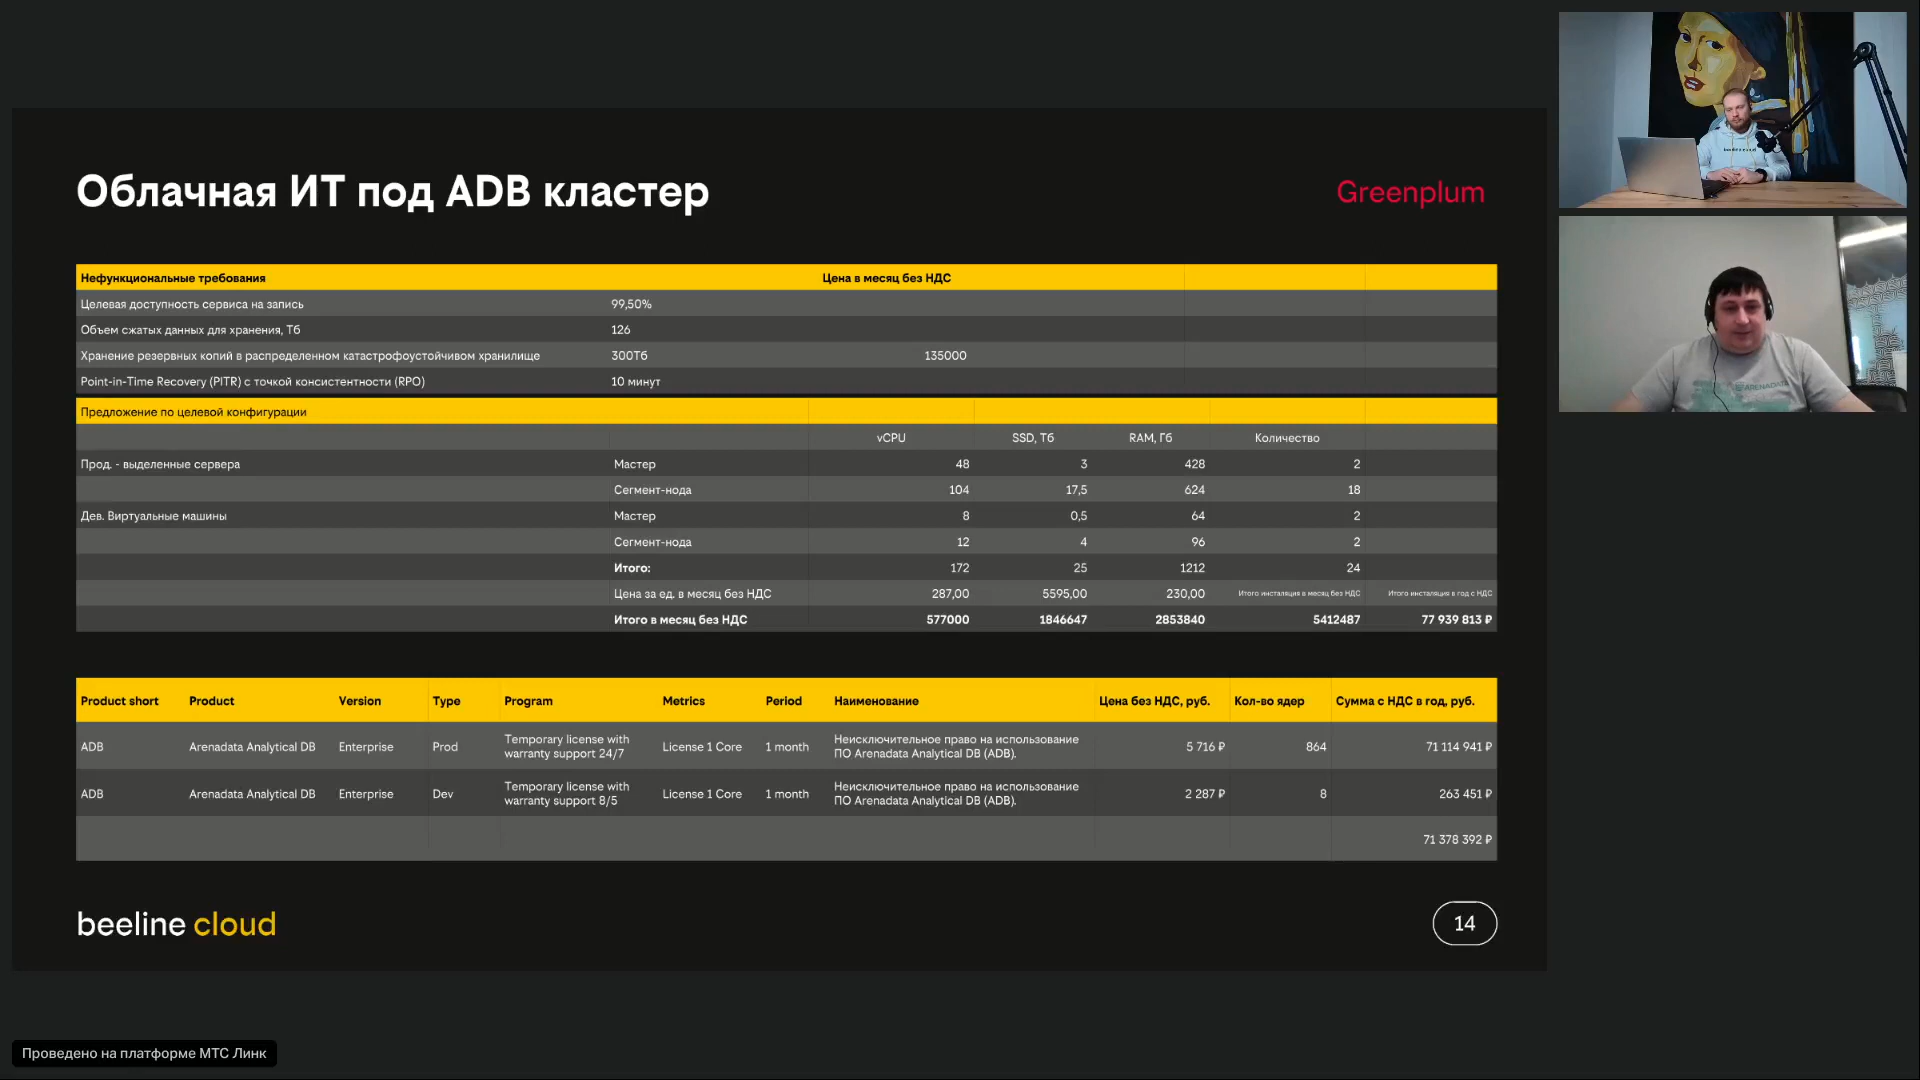 Облачная ИТ под ADB кластер
Greenplum
Нефункциональные требования Цена в месяц без НДС
Целевая доступность сервиса на запись 99,50%
Объем сжатых данных для хранения, Тб 126
Хранение резервных копий в распределенном катастрофоустойчивом хранилище 300Тб 135000
Point-in-Time Recovery (PITR) с точкой консистентности (RPO) 10 минут
Предложение по целевой конфигурации
vCPU SSD, Тб RAM, Гб Количество
Прод. - выделенные сервера Мастер 48 3 428 2
Сегмент-нода 104 17,5 624 18
Дев. Виртуальные машины Мастер 8 0,5 64 2
Сегмент-нода 12 4 96 2
Итого: 172 25 1212 24
Цена за ед. в месяц без НДС 287,00 5595,00 230,00 Итого инсталяция в месяц без НДС Итого инсталяция в год с НДС
Итого в месяц без НДС 577000 1846647 2853840 5412487 77 939 813 ₽
Product short Product Version Type Program Metrics Period Наименование Цена без НДС, руб. Кол-во ядер Сумма с НДС в год, руб.
ADB Arenadata Analytical DB Enterprise Prod Temporary license with warranty support 24/7 License 1 Core 1 month Неисключительное право на использование ПО Arenadata Analytical DB (ADB). 5 716 ₽ 864 71 114 941 ₽
ADB Arenadata Analytical DB Enterprise Dev Temporary license with warranty support 8/5 License 1 Core 1 month Неисключительное право на использование ПО Arenadata Analytical DB (ADB). 2 287 ₽ 8 263 451 ₽
71 378 392 ₽
beeline cloud
14
Проведено на платформе МТС Линк